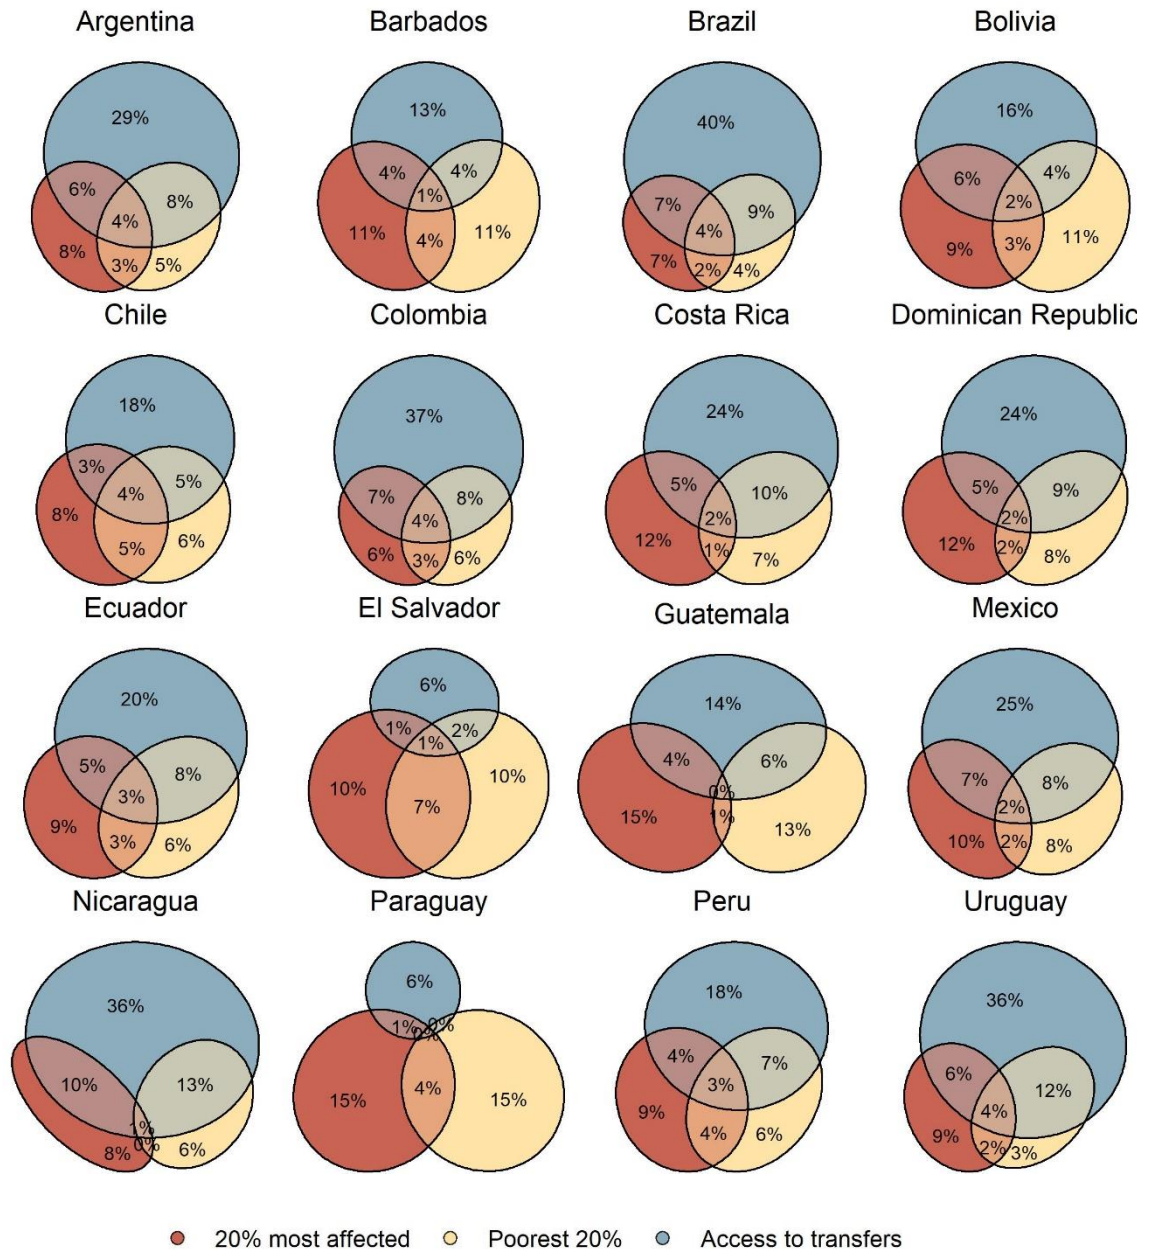 Argentina Barbados Brazil Bolivia
29% 13% 40% 16%
6% 8% 4% 4% 7% 9% 6% 4%
4% 1% 4% 2%
8% 3% 5% 11% 4% 11% 7% 2% 4% 9% 3% 11%
Chile Colombia Costa Rica Dominican Republic
18% 37% 24% 24%
3% 5% 7% 8% 5% 10% 5% 9%
4% 4% 2% 2%
8% 5% 6% 6% 3% 6% 12% 1% 7% 12% 2% 8%
Ecuador El Salvador Guatemala Mexico
20% 6% 14% 25%
5% 8% 1% 2% 4% 6% 7% 8%
3% 1% 0% 2%
9% 3% 6% 10% 7% 10% 15% 1% 13% 10% 2% 8%
Nicaragua Paraguay Peru Uruguay
36% 6% 18% 36%
10% 13% 1% 0% 4% 7% 6% 12%
1% 0% 3% 4%
8% 0% 6% 15% 4% 15% 9% 4% 6% 9% 2% 3%
20% most affected Poorest 20% Access to transfers